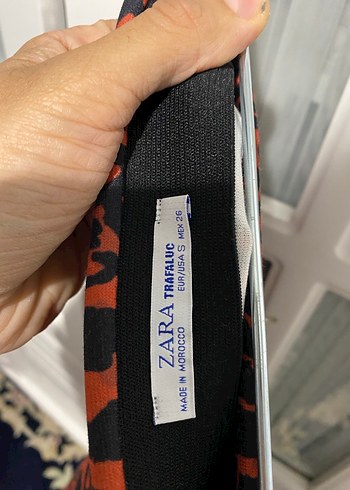 ZARA TRAFALUC
EUR/USA S MEX 26
MADE IN MOROCCO